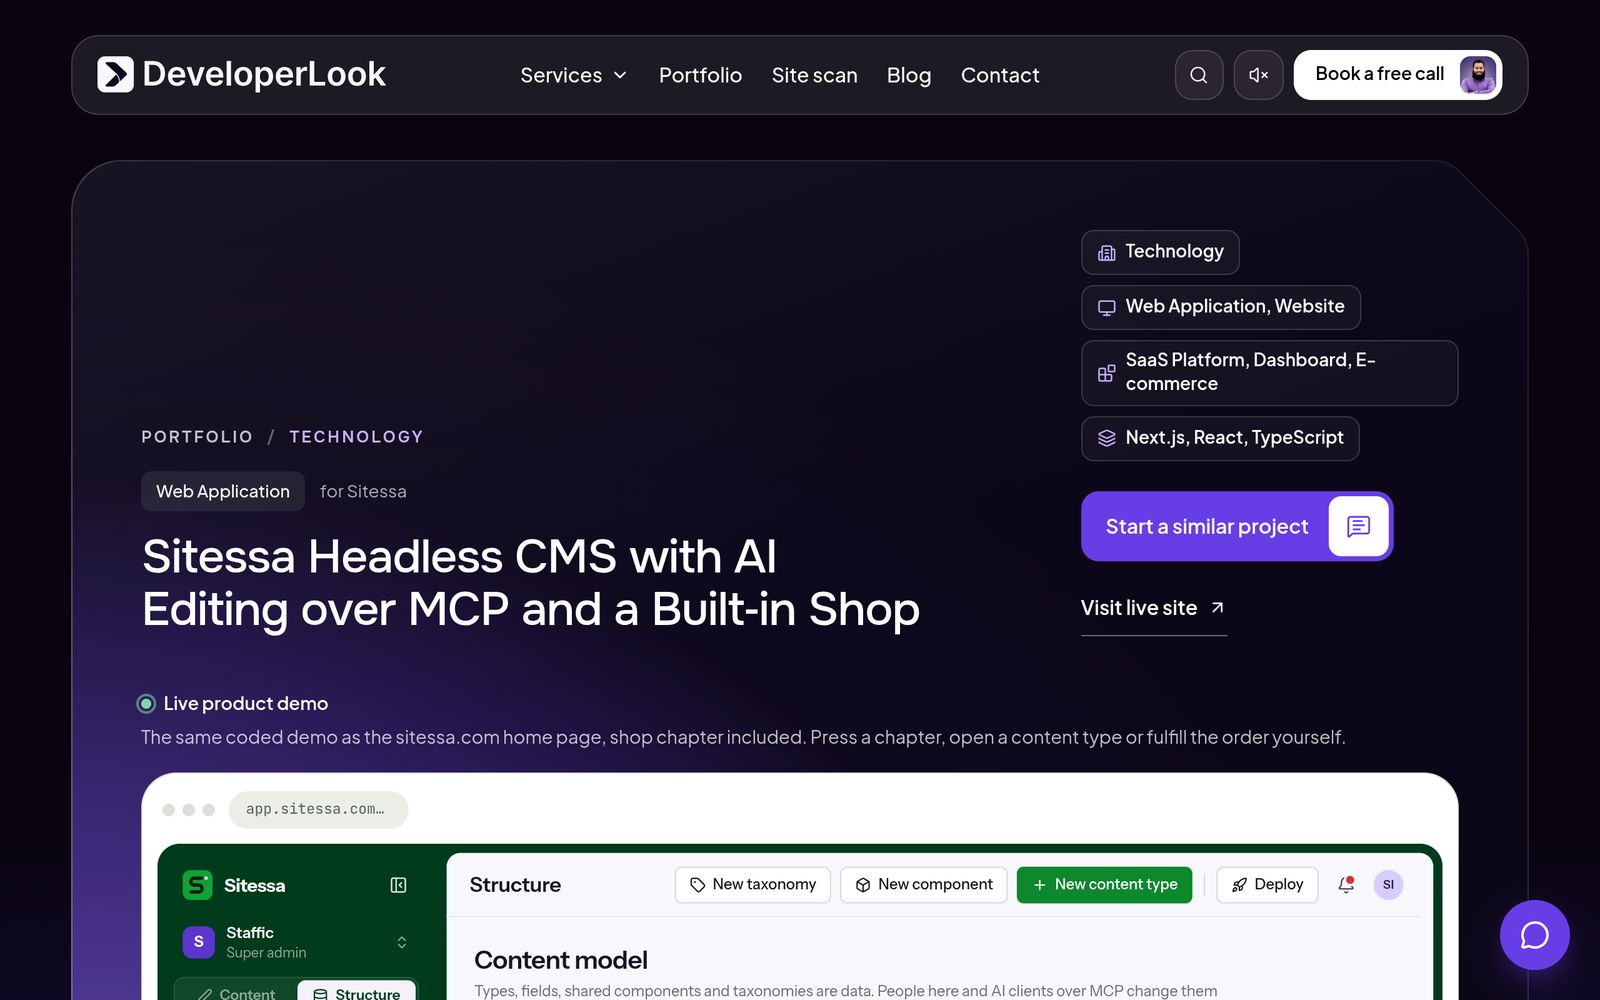 DeveloperLook
Services
Portfolio
Site scan
Blog
Contact
Book a free call
Technology
Web Application, Website
SaaS Platform, Dashboard, E-
commerce
Next.js, React, TypeScript
Start a similar project
Visit live site
PORTFOLIO / TECHNOLOGY
Web Application
for Sitessa
Sitessa Headless CMS with AI
Editing over MCP and a Built-in Shop
Live product demo
The same coded demo as the sitessa.com home page, shop chapter included. Press a chapter, open a content type or fulfill the order yourself.
app.sitessa.com…
S
Sitessa
S
Staffic
Super admin
Content
Structure
Structure
New taxonomy
New component
New content type
Deploy
SI
Content model
Types, fields, shared components and taxonomies are data. People here and AI clients over MCP change them